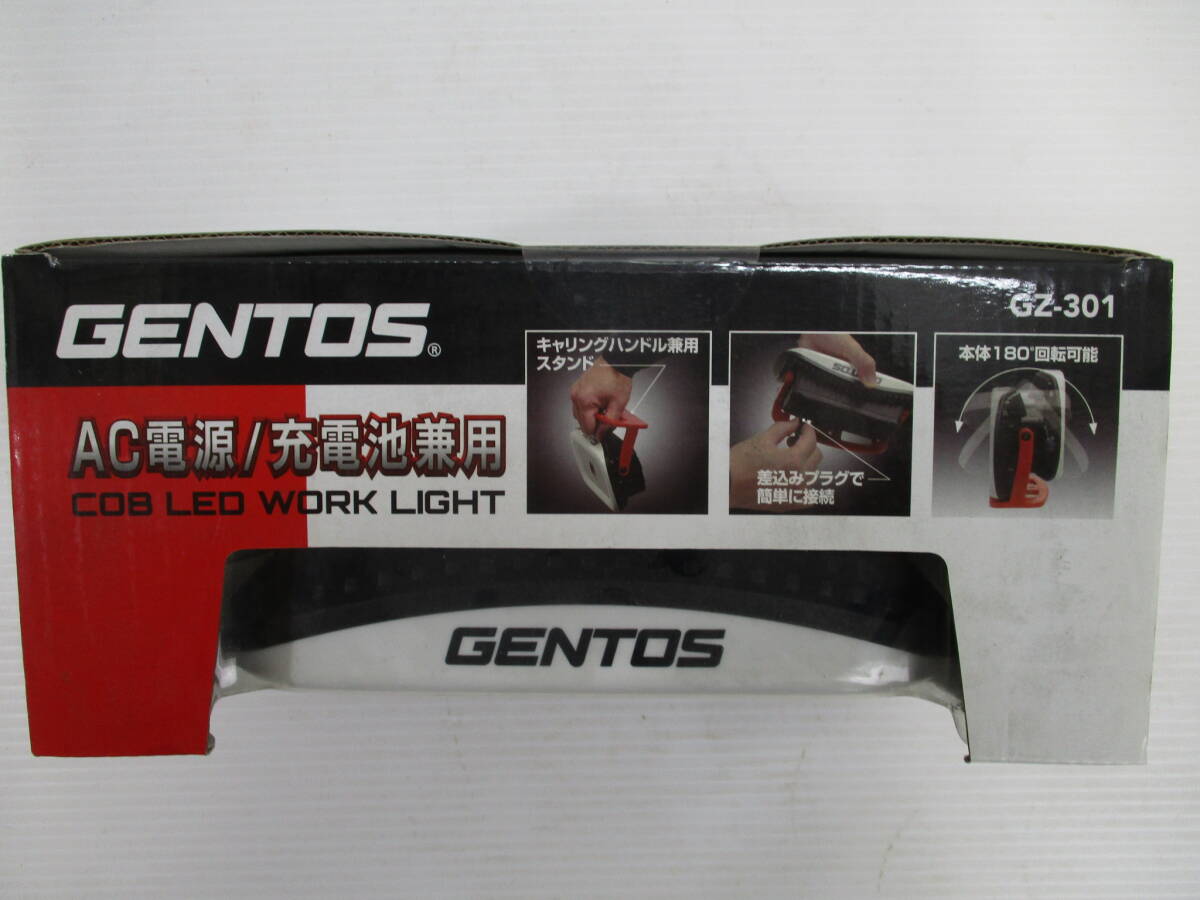 GENTOS®
GZ-301
AC電源/充電池兼用
COB LED WORK LIGHT
キャリングハンドル兼用
スタンド
差込みプラグで
簡単に接続
本体180°回転可能
GENTOS